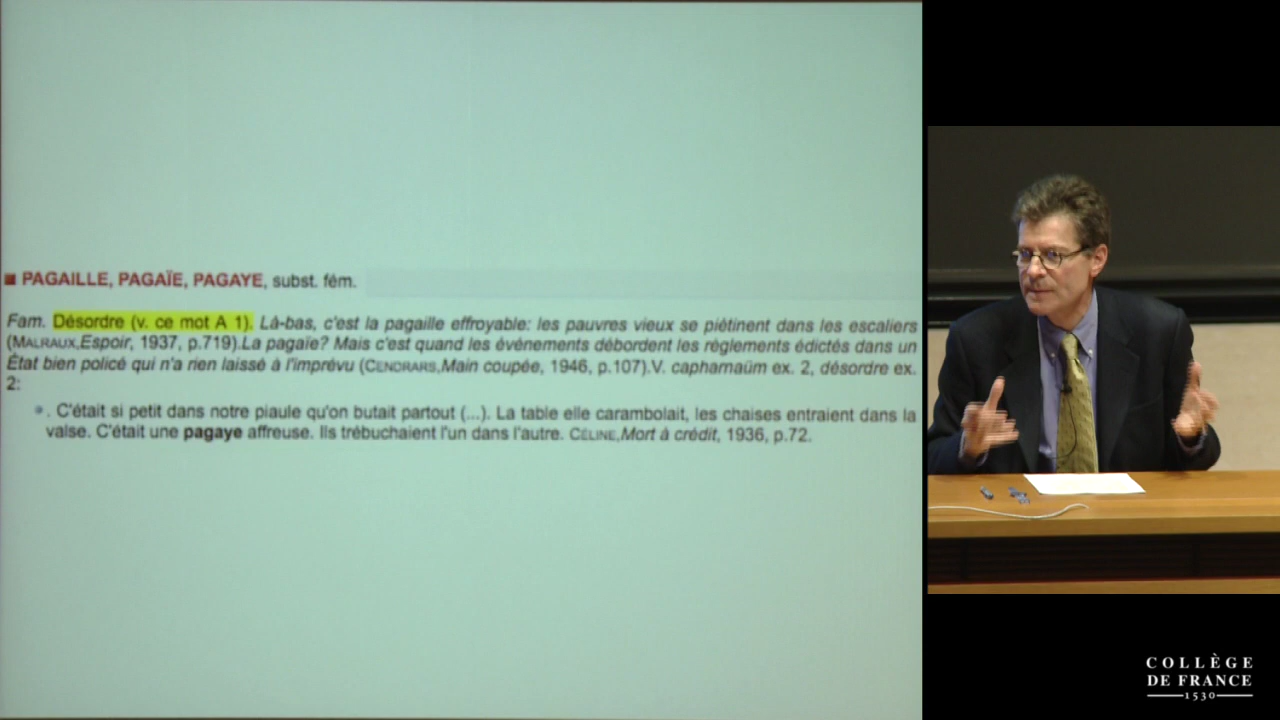 PAGAILLE, PAGAÏE, PAGAYE, subst. fém.
Fam. Désordre (v. ce mot A 1). Là-bas, c'est la pagaille effroyable: les pauvres vieux se piétinent dans les escaliers
(MALRAUX,Espoir, 1937, p.719).La pagaïe? Mais c'est quand les événements débordent les règlements édictés dans un
État bien policé qui n'a rien laissé à l'imprévu (CENDRARS,Main coupée, 1946, p.107).V. capharnaüm ex. 2, désordre ex.
2:
. C'était si petit dans notre piaule qu'on butait partout (...). La table elle carambolait, les chaises entraient dans la
valse. C'était une pagaye affreuse. Ils trébuchaient l'un dans l'autre. CÉLINE,Mort à crédit, 1936, p.72.
COLLÈGE
DE FRANCE
1530